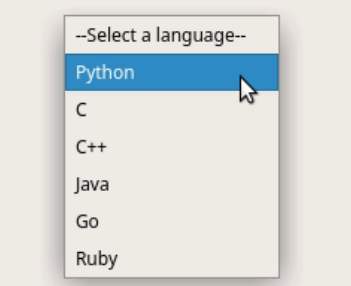 --Select a language--
Python
C
C++
Java
Go
Ruby